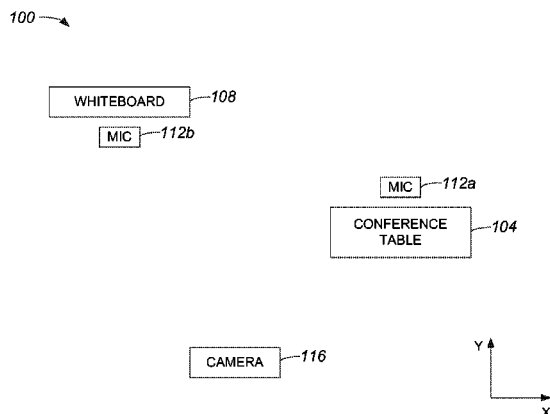 100
WHITEBOARD 108
MIC 112b
MIC 112a
CONFERENCE
TABLE 104
CAMERA 116
Y
X